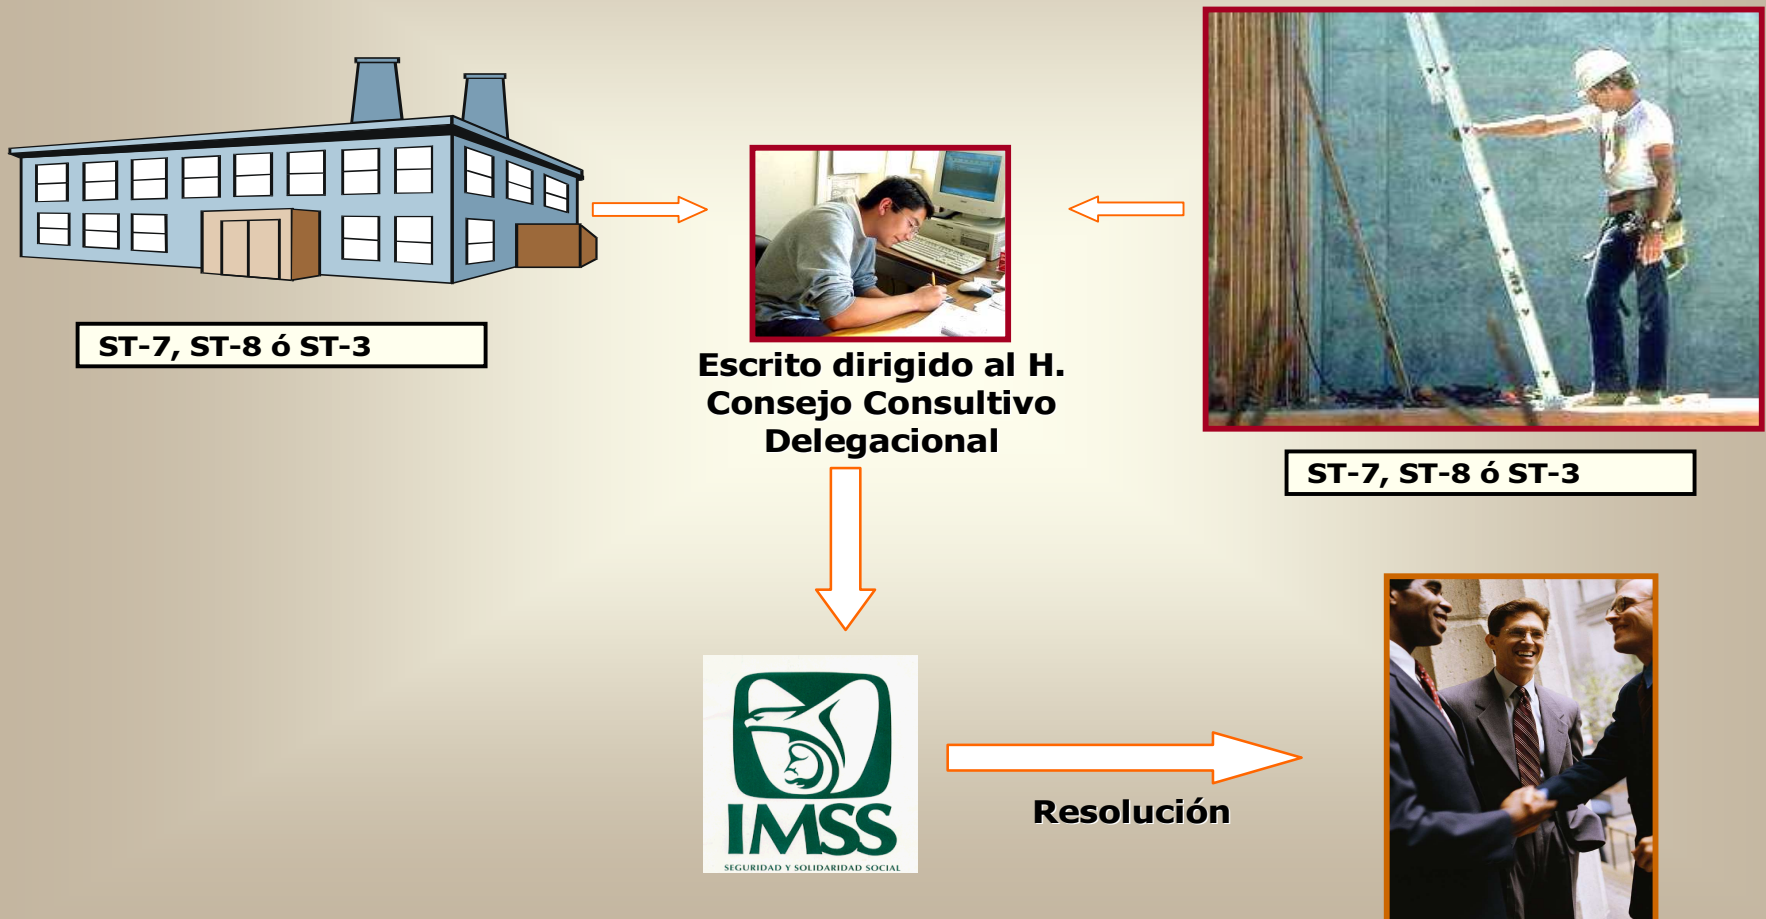 ST-7, ST-8 ó ST-3
Escrito dirigido al H.
Consejo Consultivo
Delegacional
ST-7, ST-8 ó ST-3
IMSS
SEGURIDAD Y SOLIDARIDAD SOCIAL
Resolución